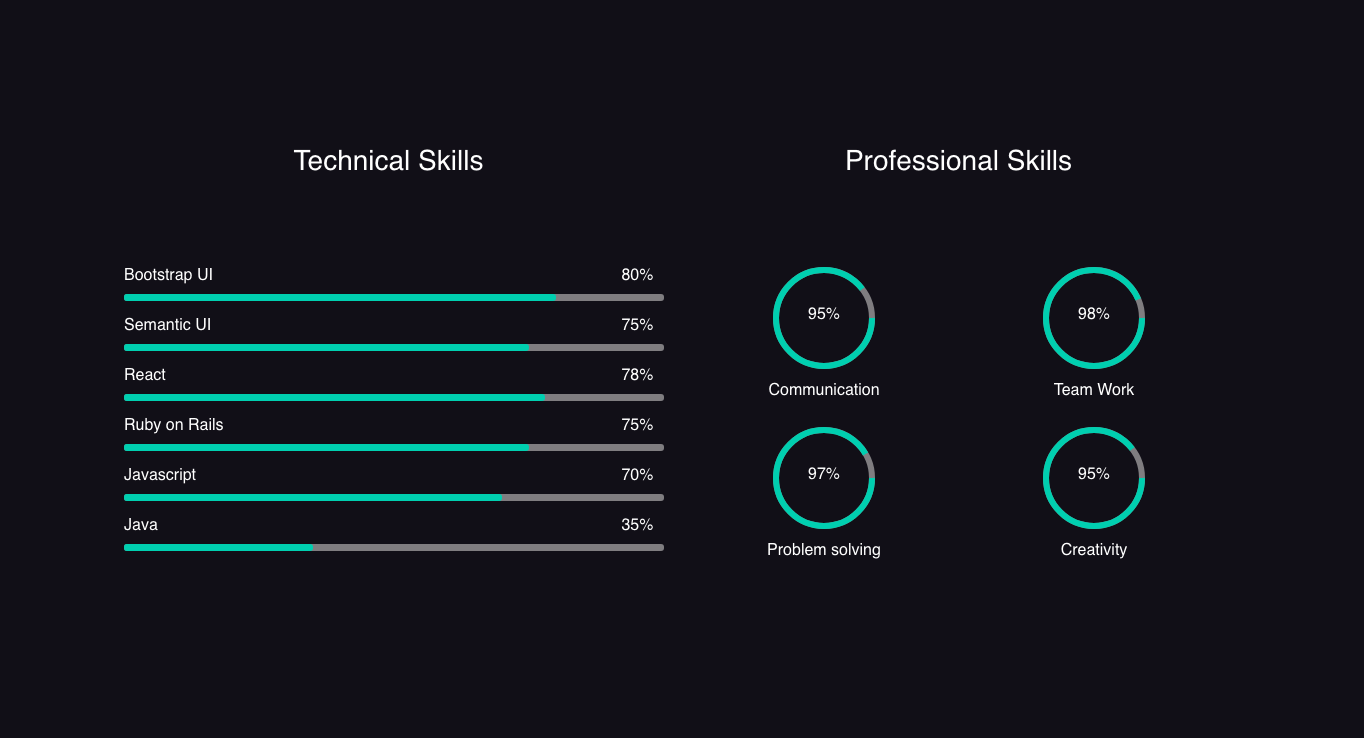 Technical Skills
Bootstrap UI 80%
Semantic UI 75%
React 78%
Ruby on Rails 75%
Javascript 70%
Java 35%
Professional Skills
95%
Communication
98%
Team Work
97%
Problem solving
95%
Creativity